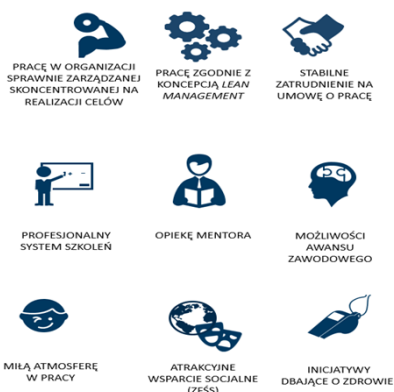 PRACĘ W ORGANIZACJI
SPRAWNIE ZARZĄDZANEJ
SKONCENTROWANEJ NA
REALIZACJI CELÓW
PRACĘ ZGODNIE Z
KONCEPCJĄ LEAN
MANAGEMENT
STABILNE
ZATRUDNIENIE NA
UMOWĘ O PRACĘ
PROFESJONALNY
SYSTEM SZKOLEŃ
OPIEKĘ MENTORA
MOŻLIWOŚCI
AWANSU
ZAWODOWEGO
MIŁĄ ATMOSFERĘ
W PRACY
ATRAKCYJNE
WSPARCIE SOCJALNE
(ZFŚS)
INICJATYWY
DBAJĄCE O ZDROWIE